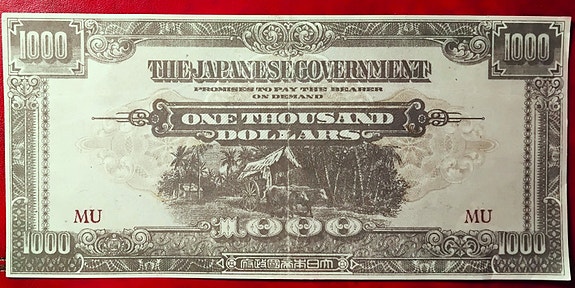 1000 1000
THE JAPANESE GOVERNMENT
PROMISES TO PAY THE BEARER
ON DEMAND
ONE THOUSAND
DOLLARS
MU MU
1000
1000 1000
府政國帝本日大